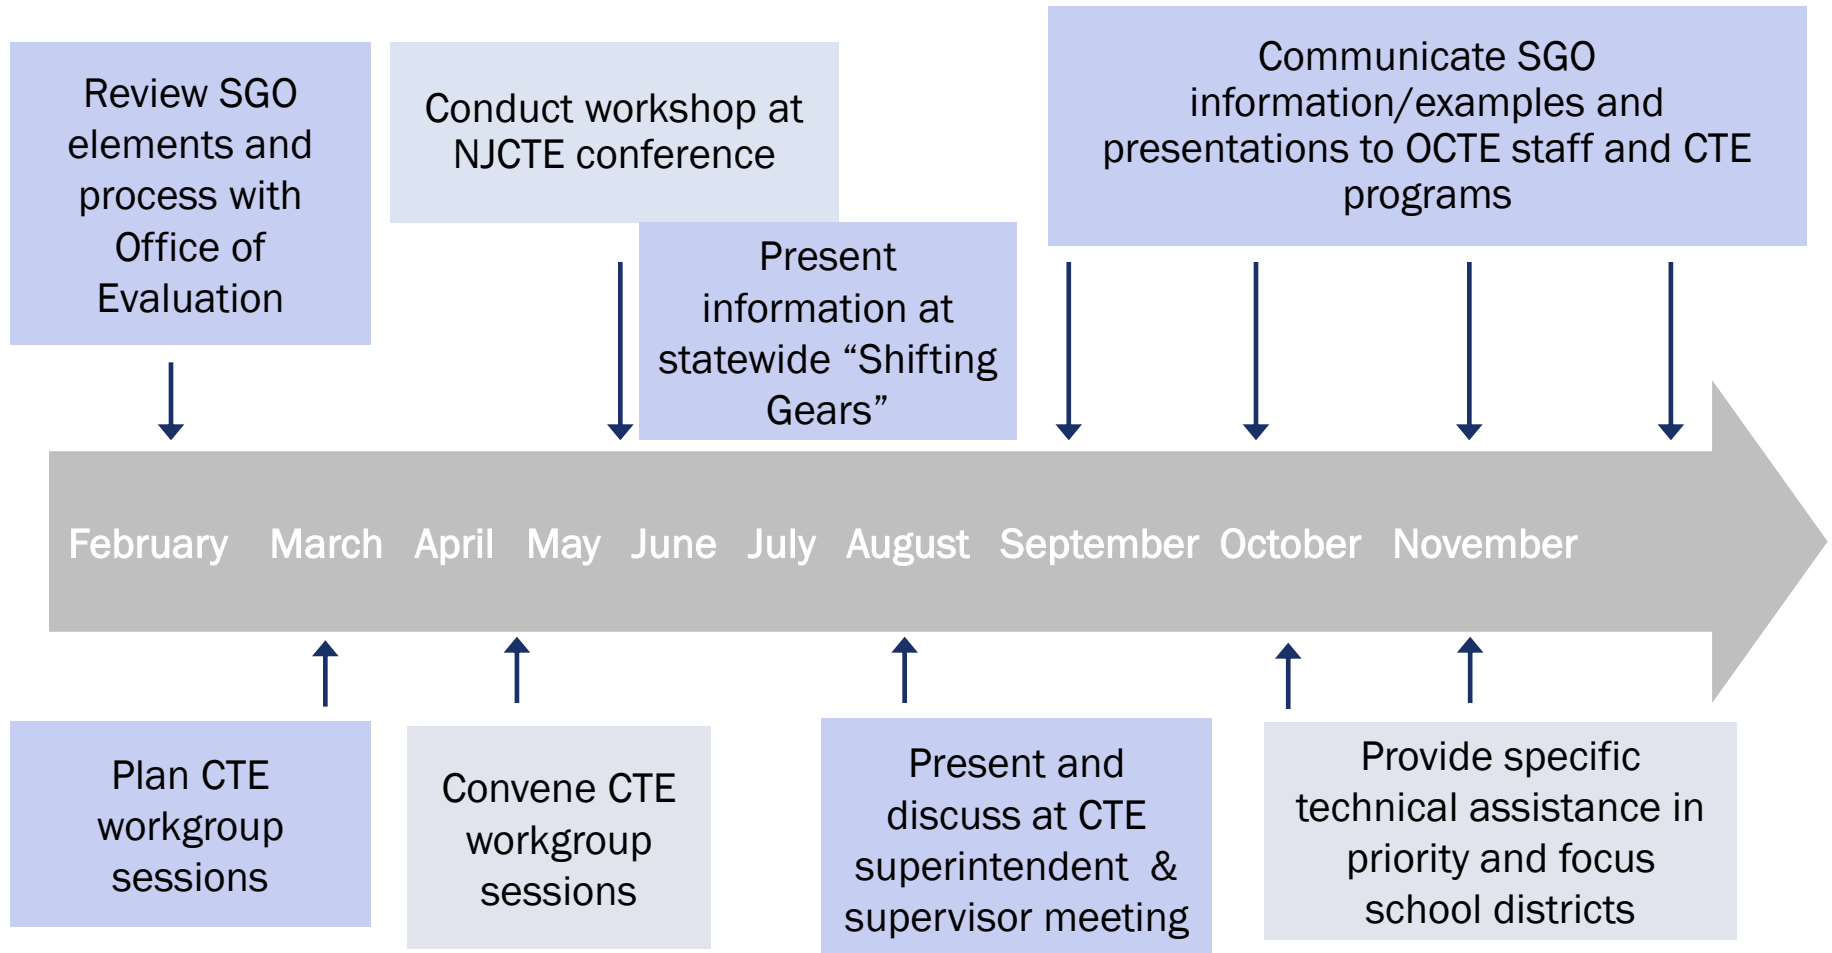 Review SGO
elements and
process with
Office of
Evaluation
Conduct workshop at
NJCTE conference
Present
information at
statewide “Shifting
Gears”
Communicate SGO
information/examples and
presentations to OCTE staff and CTE
programs
February March April May June July August September October November
Plan CTE
workgroup
sessions
Convene CTE
workgroup
sessions
Present and
discuss at CTE
superintendent &
supervisor meeting
Provide specific
technical assistance in
priority and focus
school districts